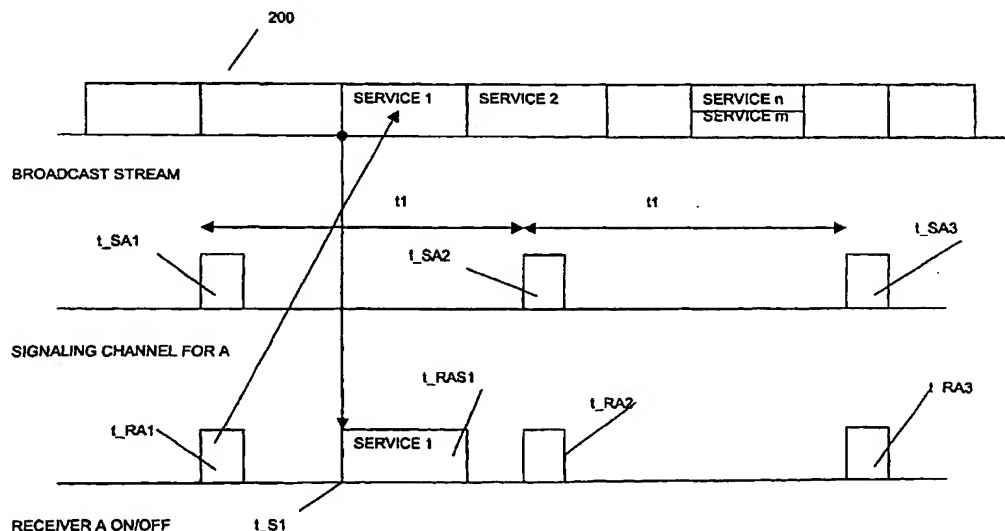 200
SERVICE 1 SERVICE 2 SERVICE n
SERVICE m
BROADCAST STREAM
t1 t1
t_SA1 t_SA2 t_SA3
SIGNALING CHANNEL FOR A
t_RA1 t_RAS1 t_RA2 t_RA3
SERVICE 1
RECEIVER A ON/OFF t_S1